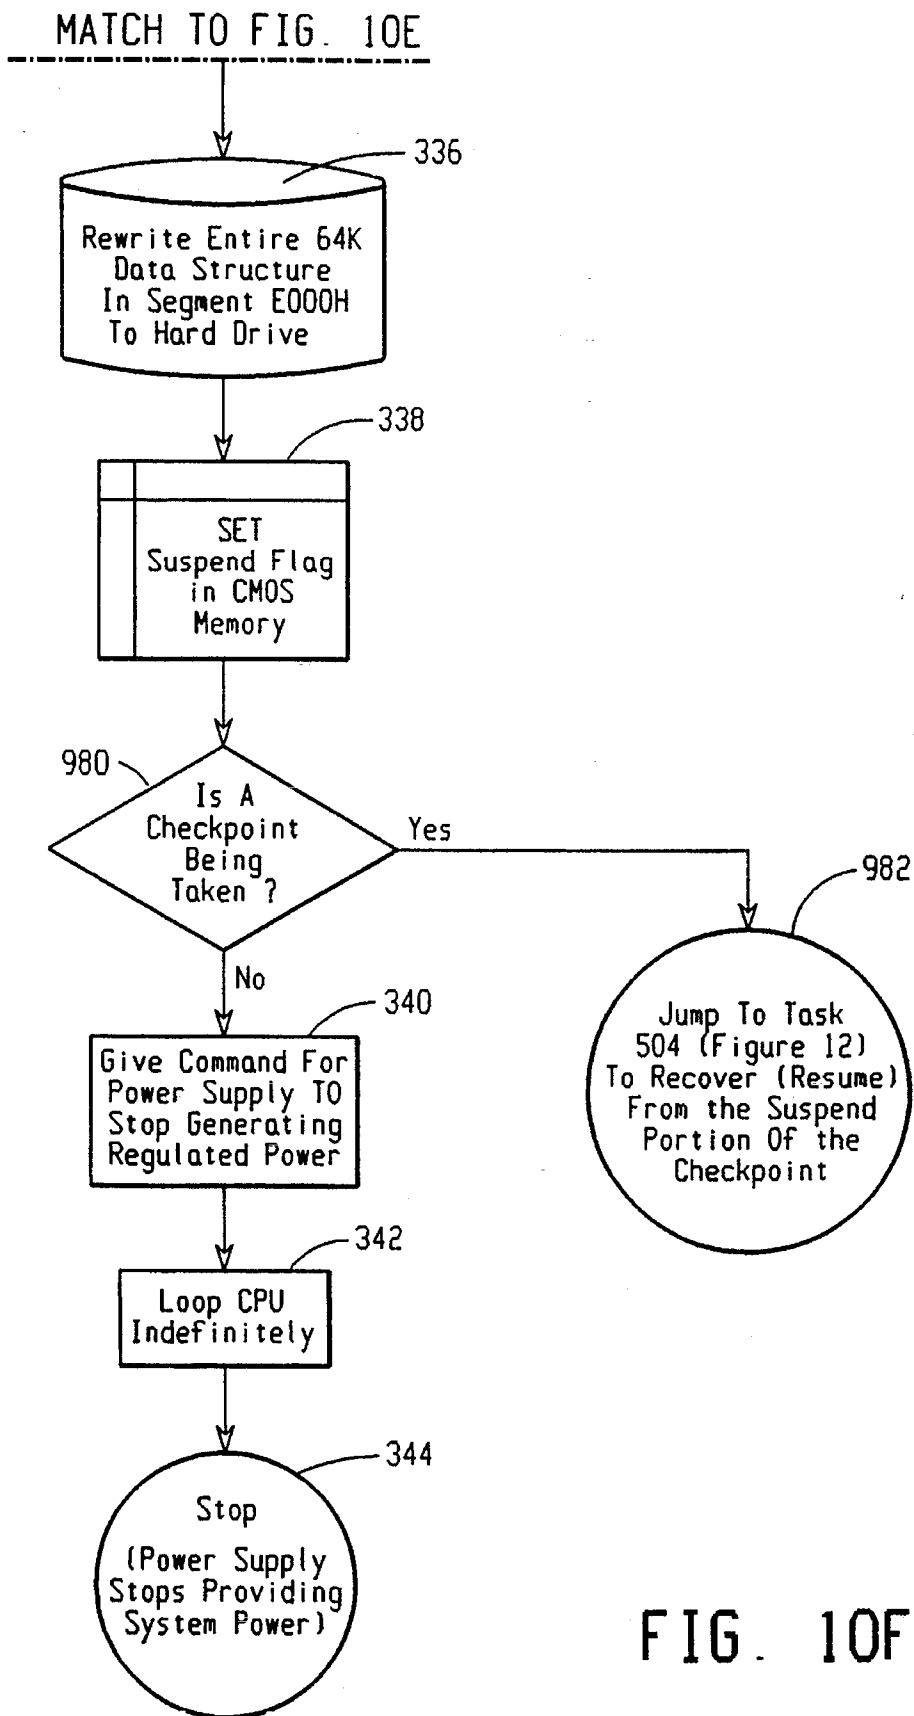 MATCH TO FIG. 10E
336
Rewrite Entire 64K
Data Structure
In Segment E000H
To Hard Drive
338
SET
Suspend Flag
in CMOS
Memory
980
Is A
Checkpoint
Being
Taken ?
Yes
982
No
Jump To Task
504 (Figure 12)
To Recover (Resume)
From the Suspend
Portion Of the
Checkpoint
340
Give Command For
Power Supply TO
Stop Generating
Regulated Power
342
Loop CPU
Indefinitely
344
Stop
(Power Supply
Stops Providing
System Power)
FIG. 10F